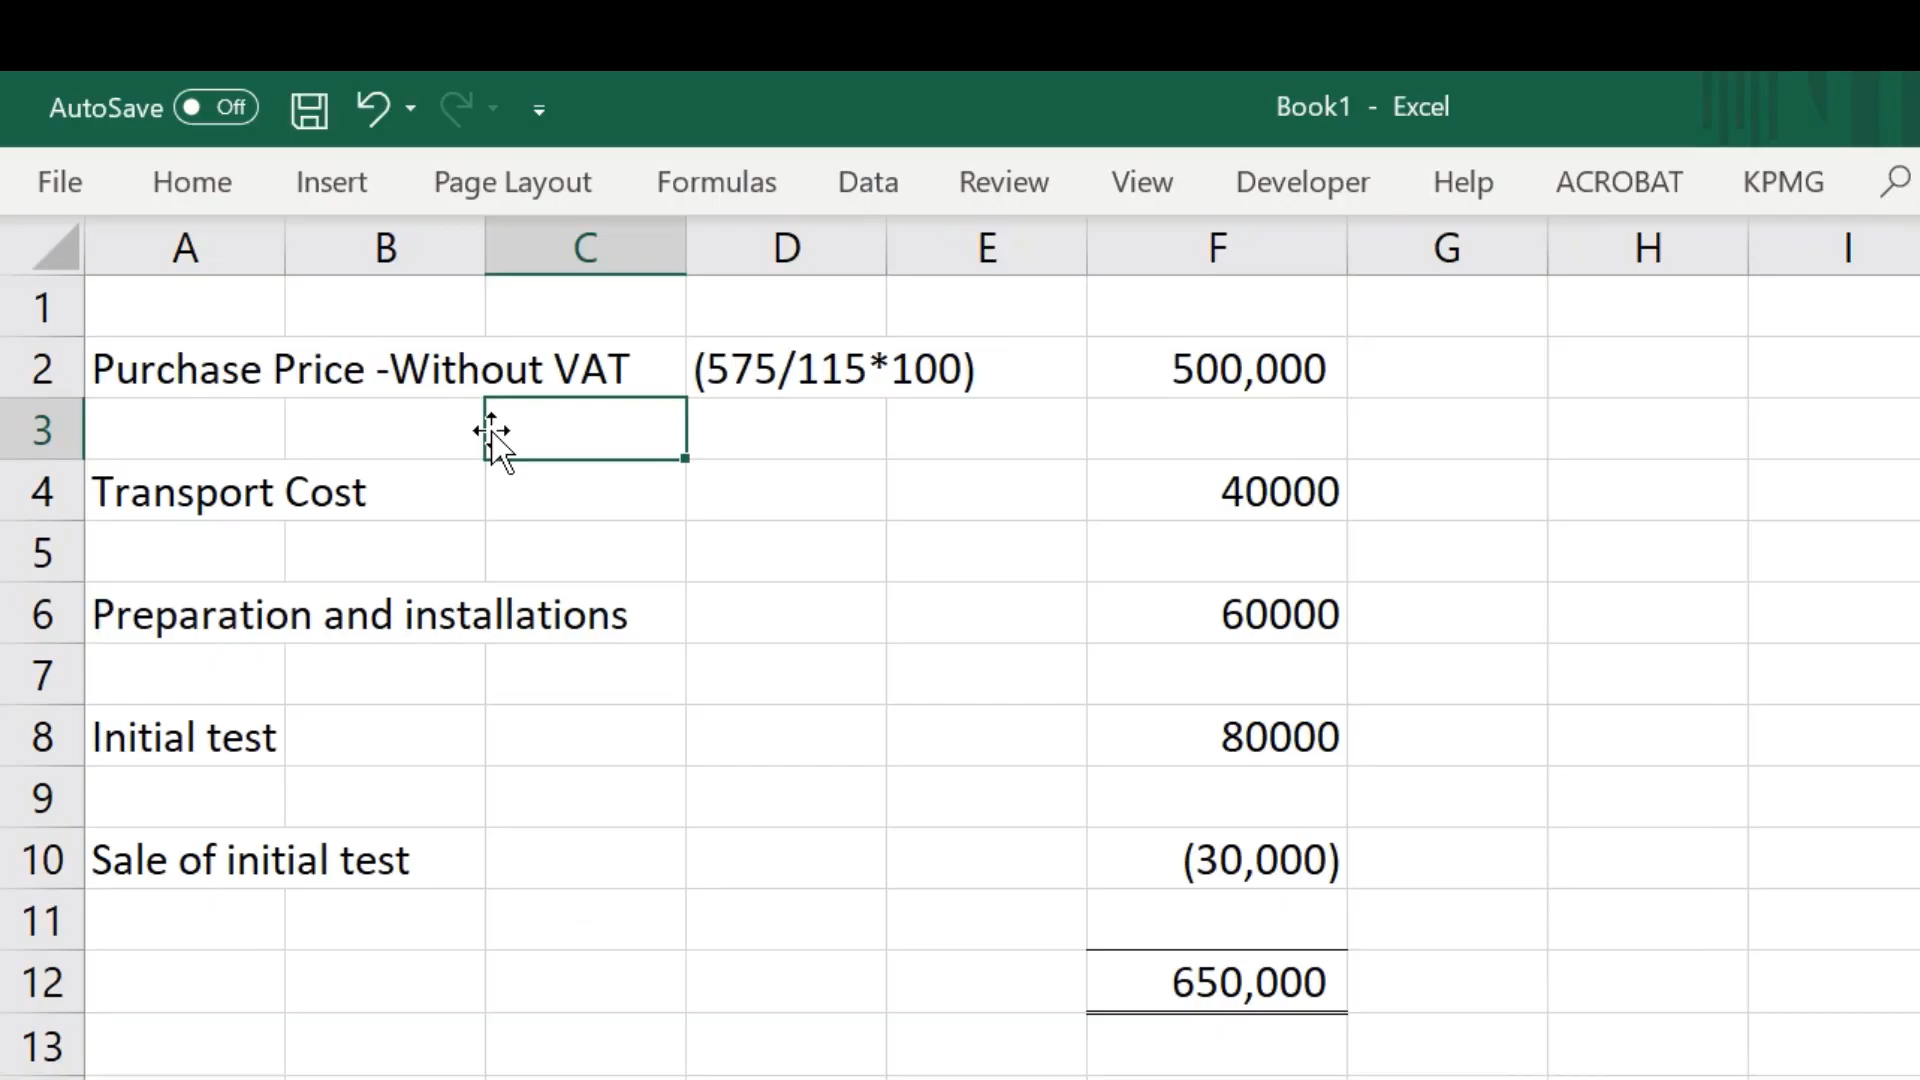 AutoSave Off Book1 - Excel
File Home Insert Page Layout Formulas Data Review View Developer Help ACROBAT KPMG
A B C D E F G H I
1
2 Purchase Price -Without VAT (575/115*100) 500,000
3
4 Transport Cost 40000
5
6 Preparation and installations 60000
7
8 Initial test 80000
9
10 Sale of initial test (30,000)
11
12 650,000
13